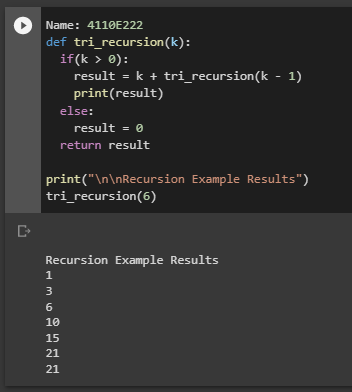 Name: 4110E222
def tri_recursion(k):
  if(k > 0):
    result = k + tri_recursion(k - 1)
    print(result)
  else:
    result = 0
  return result

print("\n\nRecursion Example Results")
tri_recursion(6)

Recursion Example Results
1
3
6
10
15
21
21